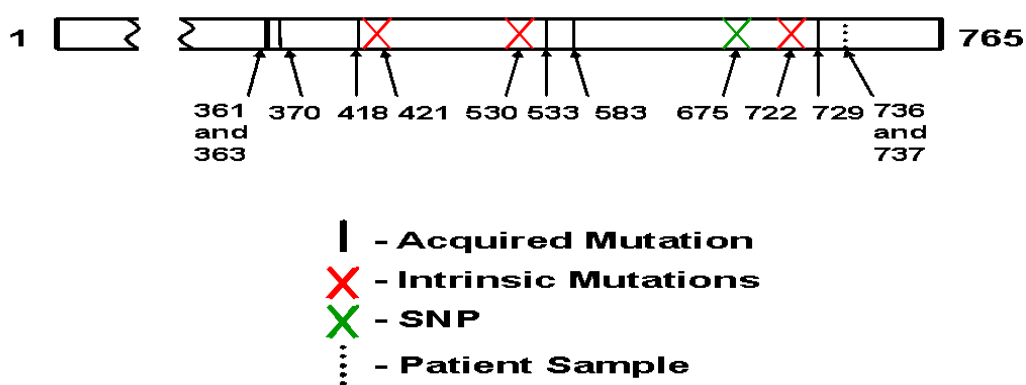 1 765
361 and 363 370 418 421 530 533 583 675 722 729 736 and 737
- Acquired Mutation
- Intrinsic Mutations
- SNP
- Patient Sample